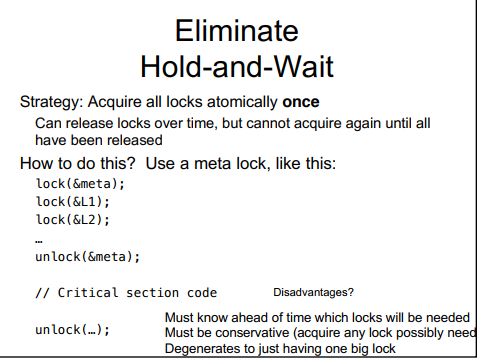 Eliminate
Hold-and-Wait
Strategy: Acquire all locks atomically once
Can release locks over time, but cannot acquire again until all
have been released
How to do this? Use a meta lock, like this:
lock(&meta);
lock(&L1);
lock(&L2);
…
unlock(&meta);
// Critical section code
Disadvantages?
unlock(…);
Must know ahead of time which locks will be needed
Must be conservative (acquire any lock possibly need
Degenerates to just having one big lock